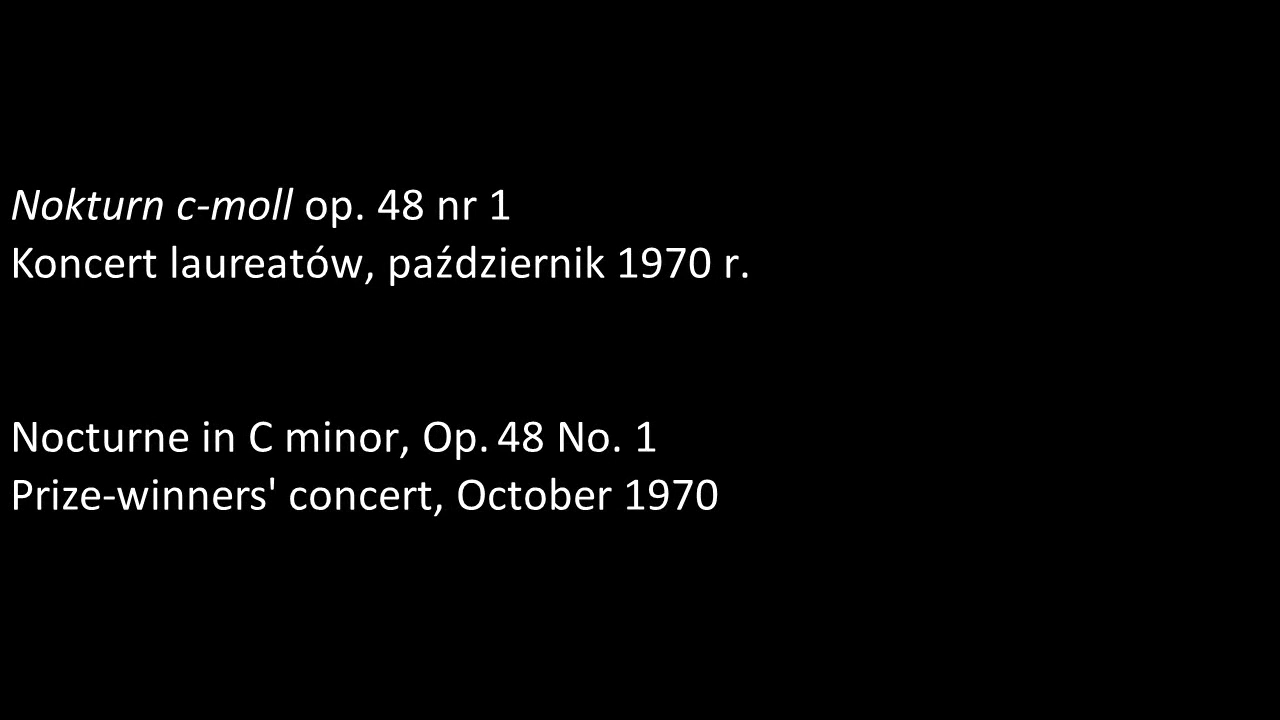 Nokturn c-moll op. 48 nr 1
Koncert laureatów, październik 1970 r.
Nocturne in C minor, Op. 48 No. 1
Prize-winners' concert, October 1970